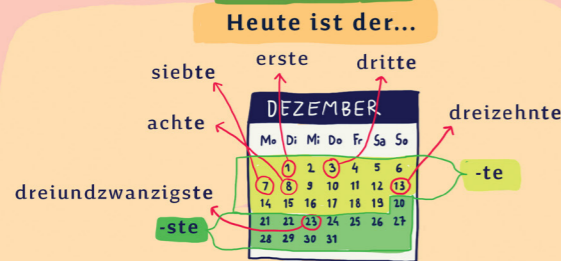 Heute ist der...
erste
dritte
siebte
achte
dreizehnte
dreiundzwanzigste
DEZEMBER
Mo Di Mi Do Fr Sa So
1 2 3 4 5 6
7 8 9 10 11 12 13
14 15 16 17 18 19 20
21 22 23 24 25 26 27
28 29 30 31
-te
-ste